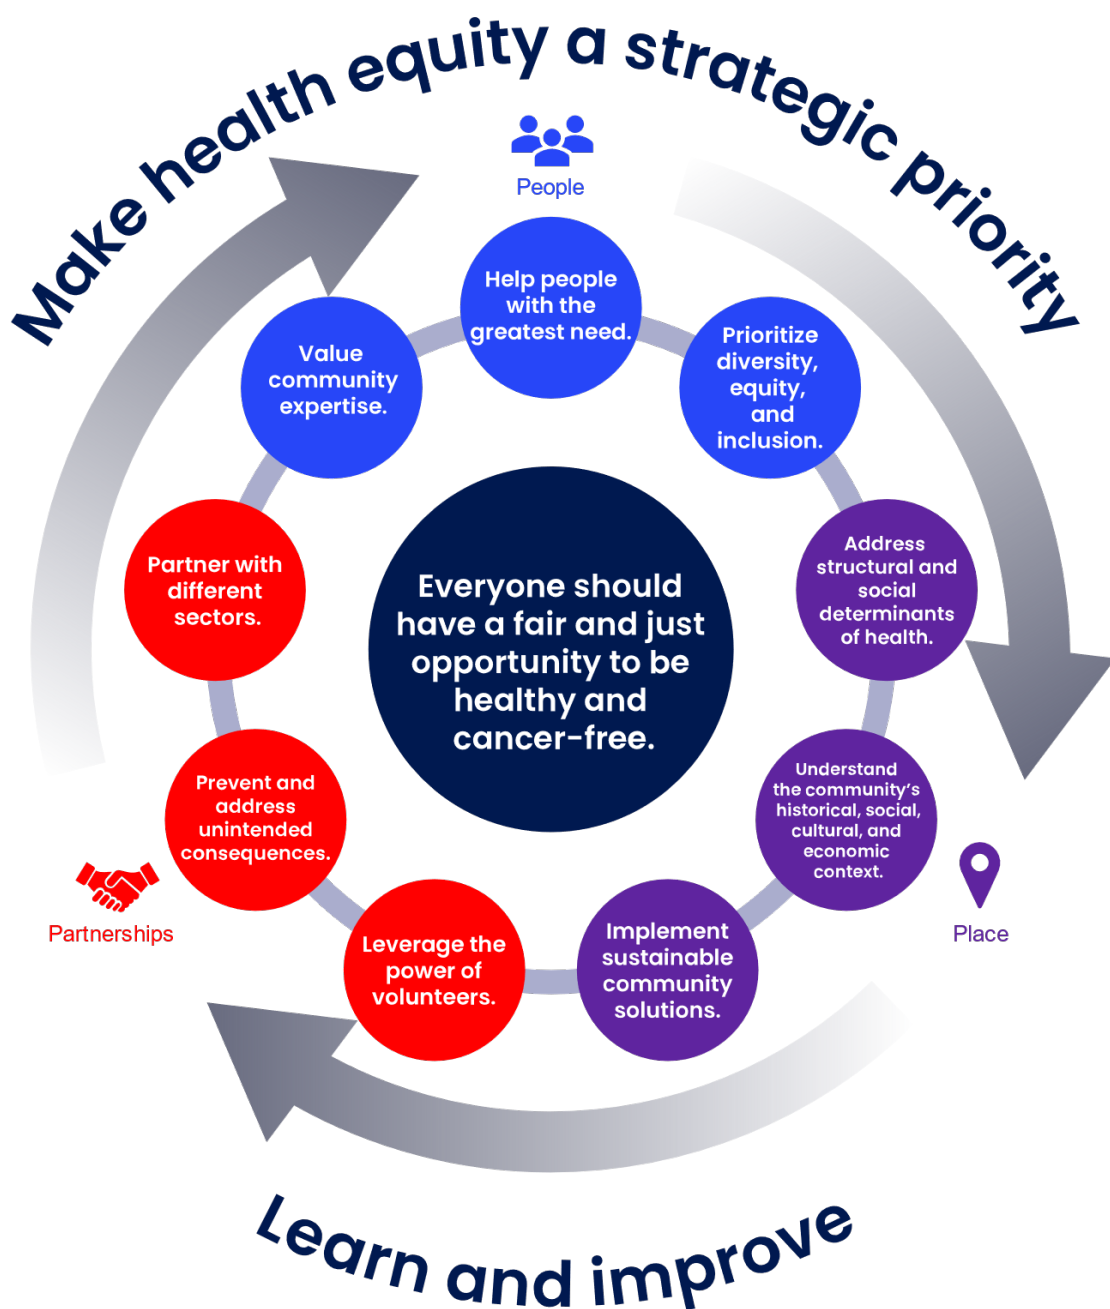 Make health equity a strategic priority
People
Help people
with the
greatest need.
Prioritize
diversity,
equity,
and
inclusion.
Address
structural and
social
determinants
of health.
Understand
the community’s
historical, social,
cultural, and
economic
context.
Place
Implement
sustainable
community
solutions.
Leverage the
power of
volunteers.
Prevent and
address
unintended
consequences.
Partnerships
Partner with
different
sectors.
Value
community
expertise.
Everyone should
have a fair and just
opportunity to be
healthy and
cancer-free.
Learn and improve